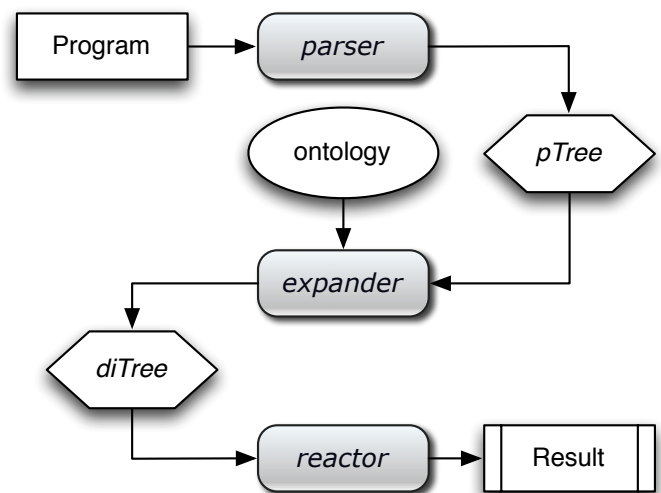 Program
parser
ontology
pTree
expander
diTree
reactor
Result